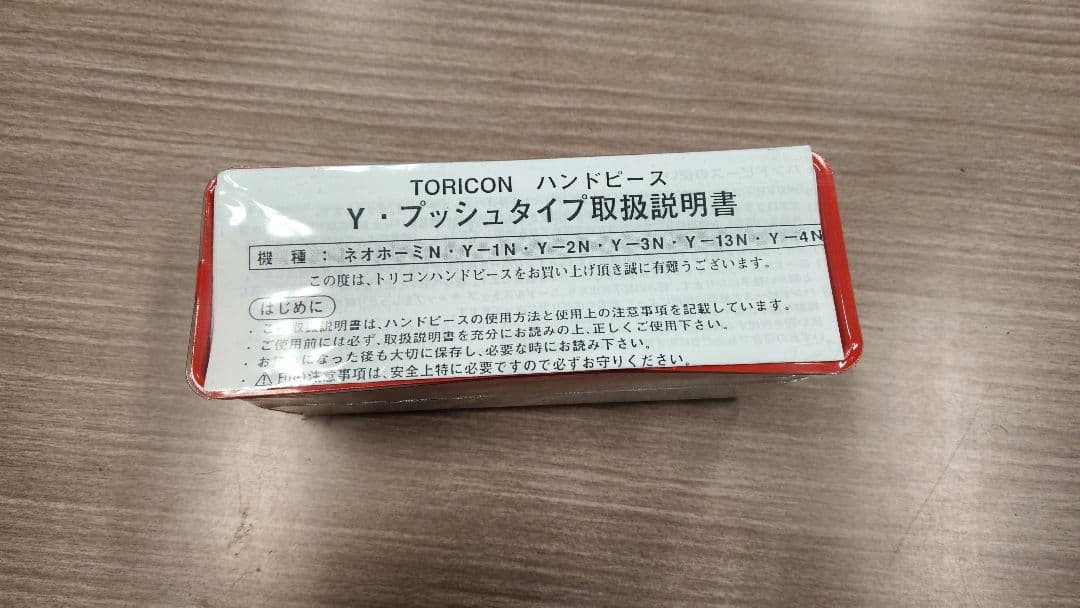 TORICON ハンドピース
Y・プッシュタイプ取扱説明書
機 種 : ネオホーミN・Y-1N・Y-2N・Y-3N・Y-13N・Y-4N
この度は、トリコンハンドピースをお買い上げ頂き誠に有難うございます。
はじめに
・この取扱説明書は、ハンドピースの使用方法と使用上の注意事項を記載しています。
・ご使用前には必ず、取扱説明書を充分にお読みの上、正しくご使用下さい。
・お読みになった後も大切に保存し、必要な時にお読み下さい。
・⚠印の注意事項は、安全上特に必要ですので必ずお守りください。